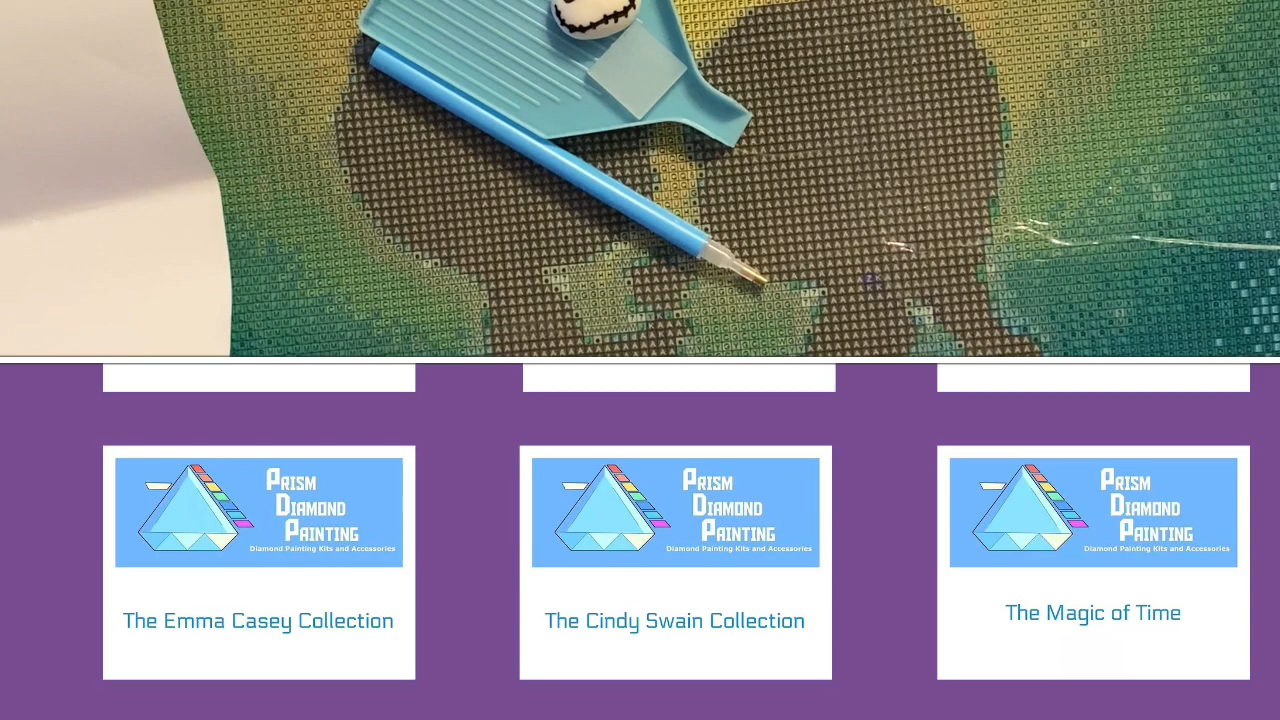 PRISM
DIAMOND
PAINTING
Diamond Painting Kits and Accessories
The Emma Casey Collection
PRISM
DIAMOND
PAINTING
Diamond Painting Kits and Accessories
The Cindy Swain Collection
PRISM
DIAMOND
PAINTING
Diamond Painting Kits and Accessories
The Magic of Time